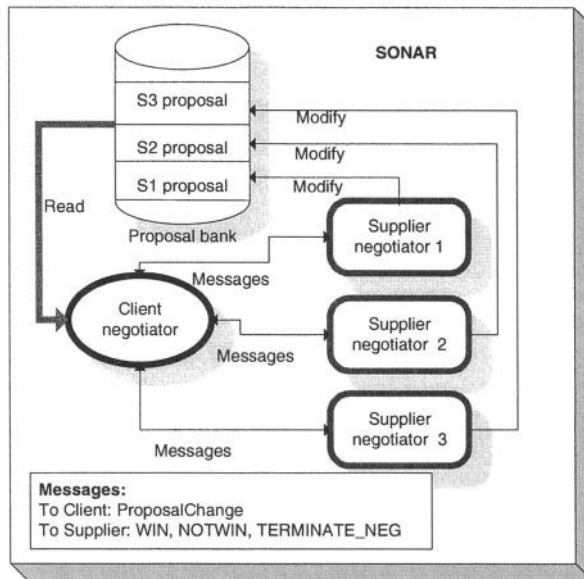 SONAR
S3 proposal
Modify
S2 proposal
Modify
S1 proposal
Modify
Read
Proposal bank
Supplier
negotiator 1
Messages
Client
negotiator
Supplier
negotiator 2
Messages
Supplier
negotiator 3
Messages
Messages:
To Client: ProposalChange
To Supplier: WIN, NOTWIN, TERMINATE_NEG